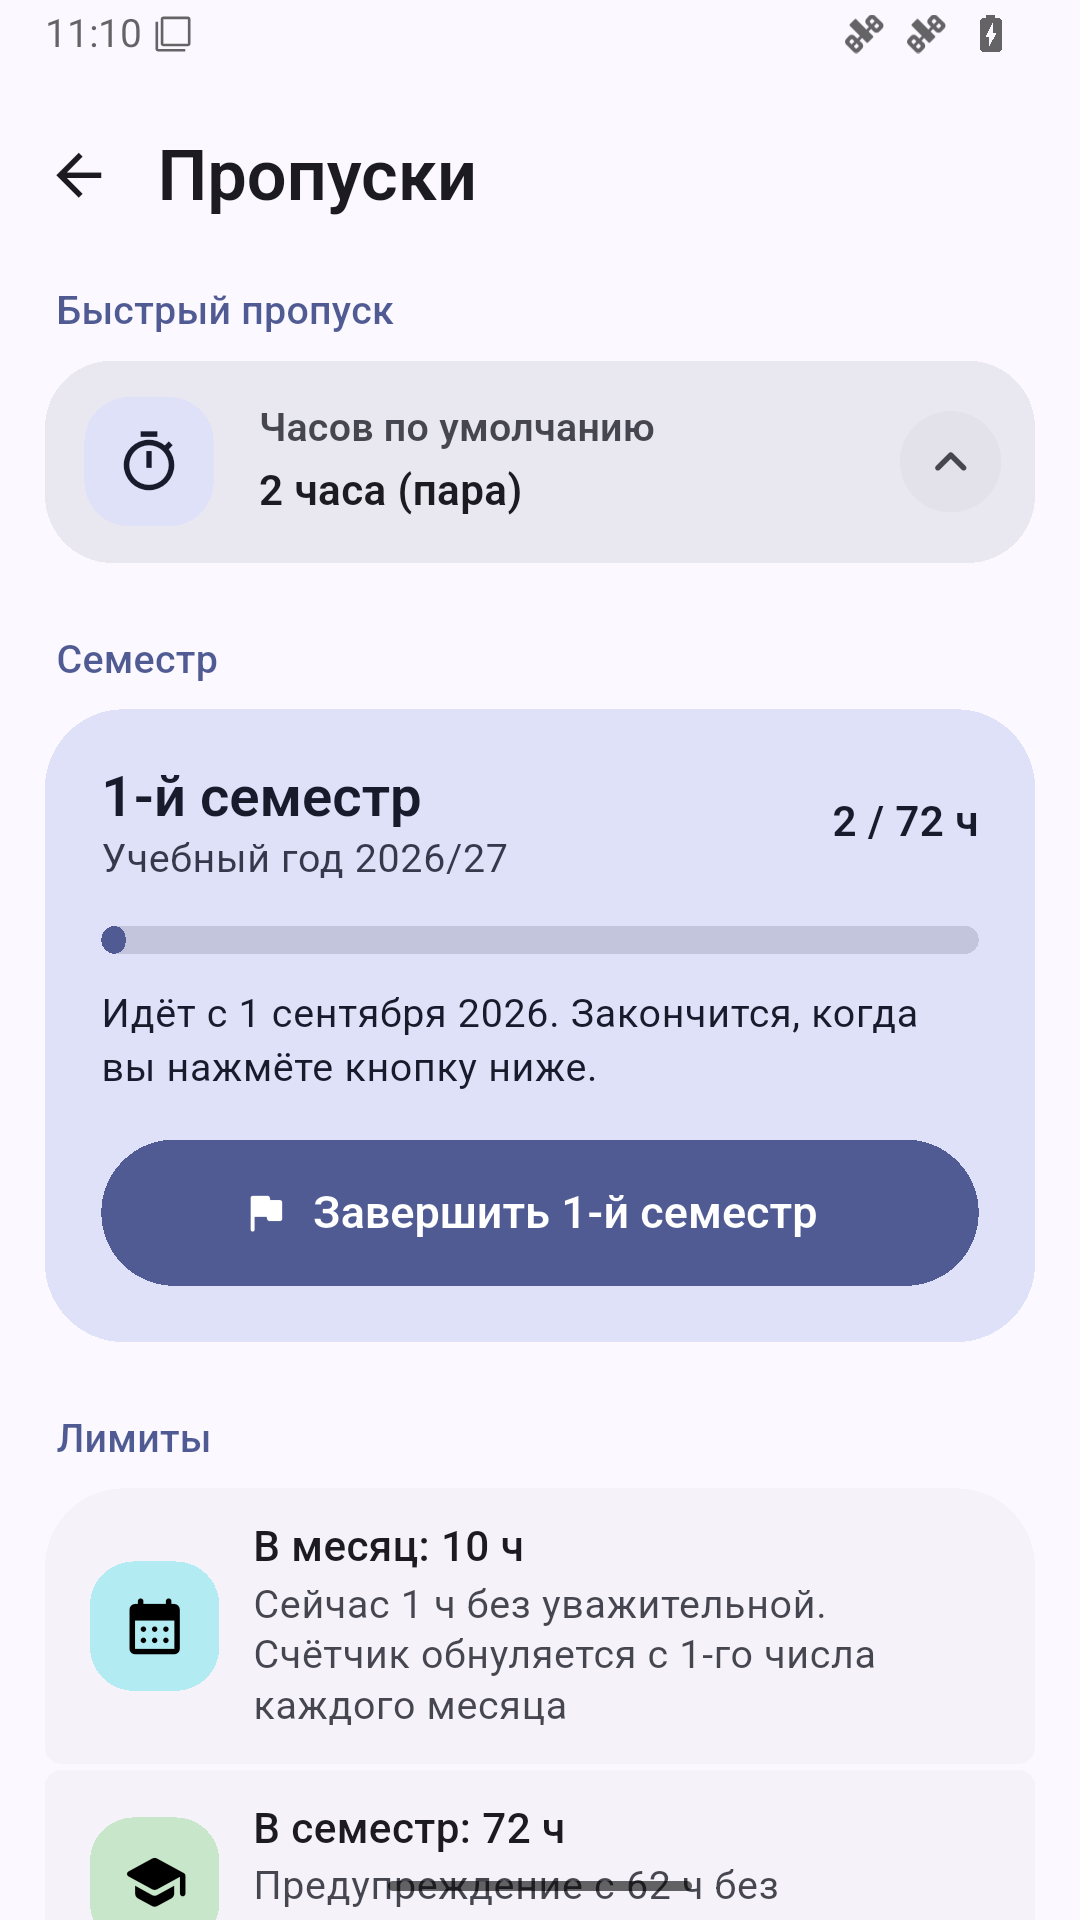 11:10
Пропуски
Быстрый пропуск
Часов по умолчанию
2 часа (пара)
Семестр
1-й семестр
2 / 72 ч
Учебный год 2026/27
Идёт с 1 сентября 2026. Закончится, когда
вы нажмёте кнопку ниже.
Завершить 1-й семестр
Лимиты
В месяц: 10 ч
Сейчас 1 ч без уважительной.
Счётчик обнуляется с 1-го числа
каждого месяца
В семестр: 72 ч
Предупреждение с 62 ч без